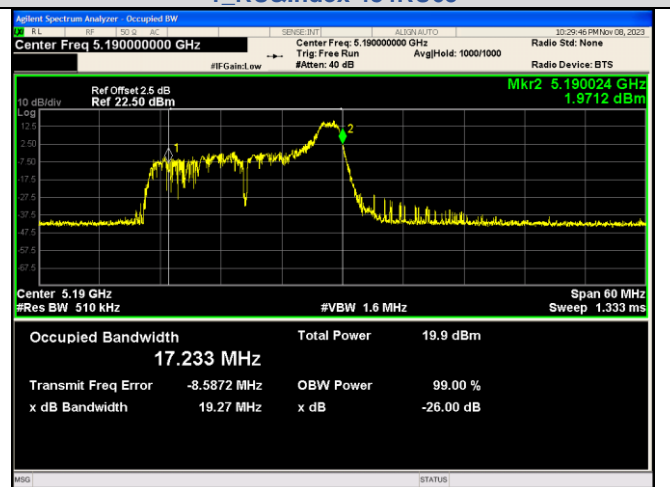 Agilent Spectrum Analyzer - Occupied BW
RL RF 50 Ω AC SENSE:INT ALIGN AUTO 10:29:46 PM Nov 08, 2023
Center Freq 5.190000000 GHz Center Freq: 5.190000000 GHz Radio Std: None
Trig: Free Run Avg|Hold: 1000/1000
#IFGain:Low #Atten: 40 dB Radio Device: BTS
Mkr2 5.190024 GHz
1.9712 dBm
Ref Offset 2.5 dB
10 dB/div Ref 22.50 dBm
Log
12.5
2.50
-7.50
-17.5
-27.5
-37.5
-47.5
-57.5
-67.5
1
2
Center 5.19 GHz Span 60 MHz
#Res BW 510 kHz #VBW 1.6 MHz Sweep 1.333 ms
Occupied Bandwidth Total Power 19.9 dBm
17.233 MHz
Transmit Freq Error -8.5872 MHz OBW Power 99.00 %
x dB Bandwidth 19.27 MHz x dB -26.00 dB
MSG STATUS